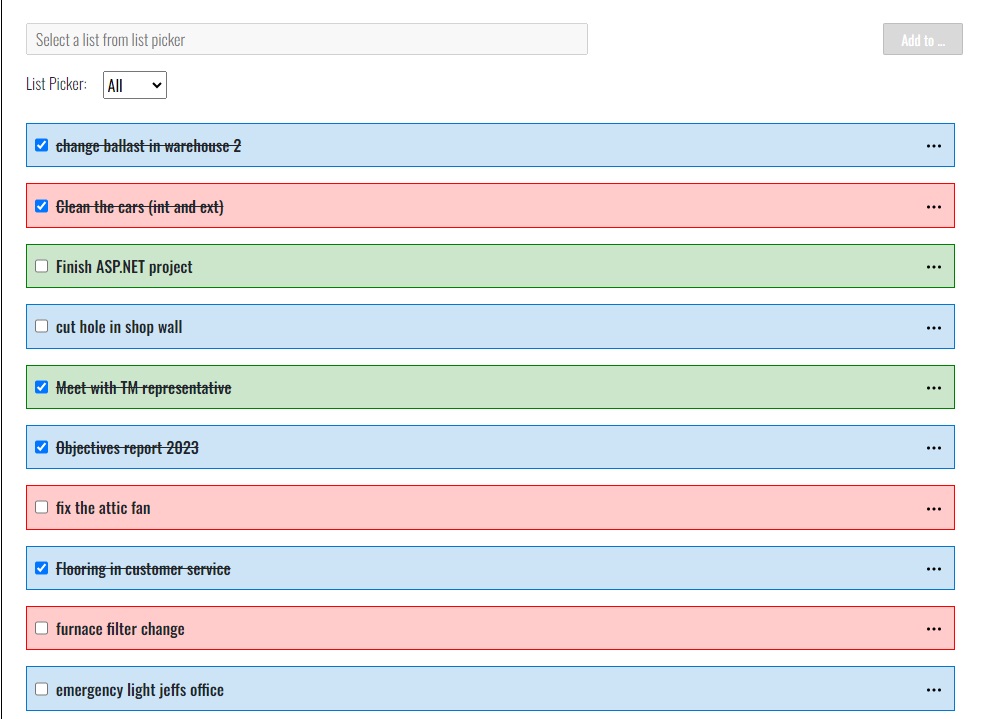 Select a list from list picker
Add to ...
List Picker: All
change ballast in warehouse 2
Clean the cars (int and ext)
Finish ASP.NET project
cut hole in shop wall
Meet with TM representative
Objectives report 2023
fix the attic fan
Flooring in customer service
furnace filter change
emergency light jeffs office